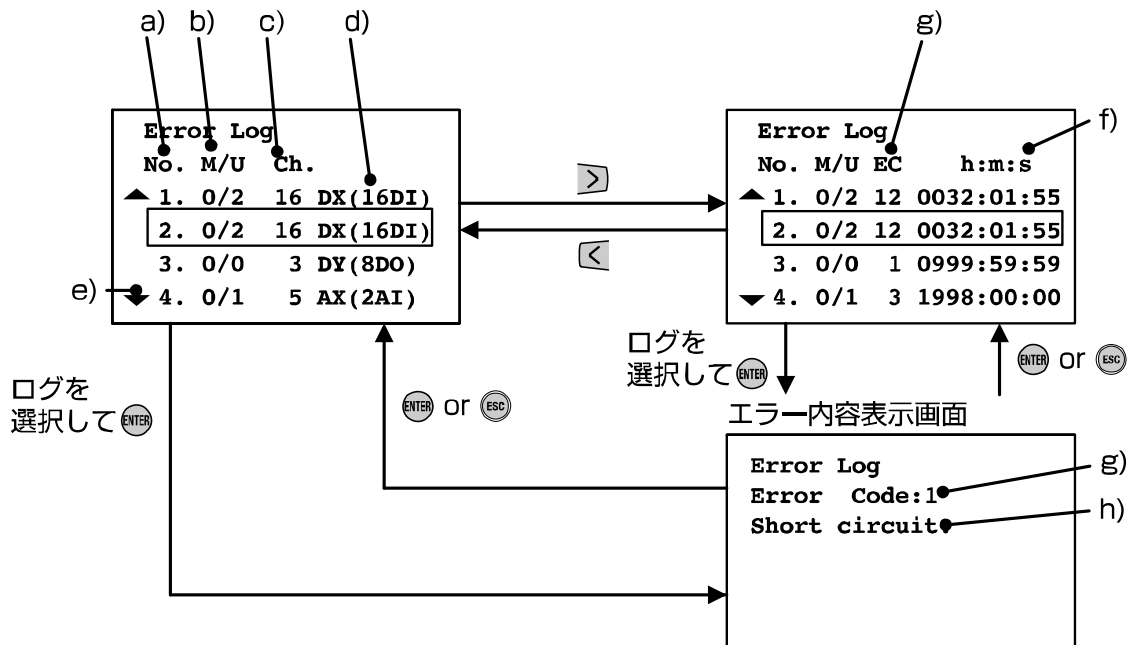 a) b) c) d)
Error Log
No. M/U Ch.
1. 0/2 16 DX(16DI)
2. 0/2 16 DX(16DI)
3. 0/0 3 DY(8DO)
4. 0/1 5 AX(2AI)
e)
g)
f)
Error Log
No. M/U EC h:m:s
1. 0/2 12 0032:01:55
2. 0/2 12 0032:01:55
3. 0/0 1 0999:59:59
4. 0/1 3 1998:00:00
ログを
選択して ENTER
ENTER or ESC
ログを
選択して ENTER
ENTER or ESC
エラー内容表示画面
Error Log
Error Code:1
Short circuit.
g)
h)